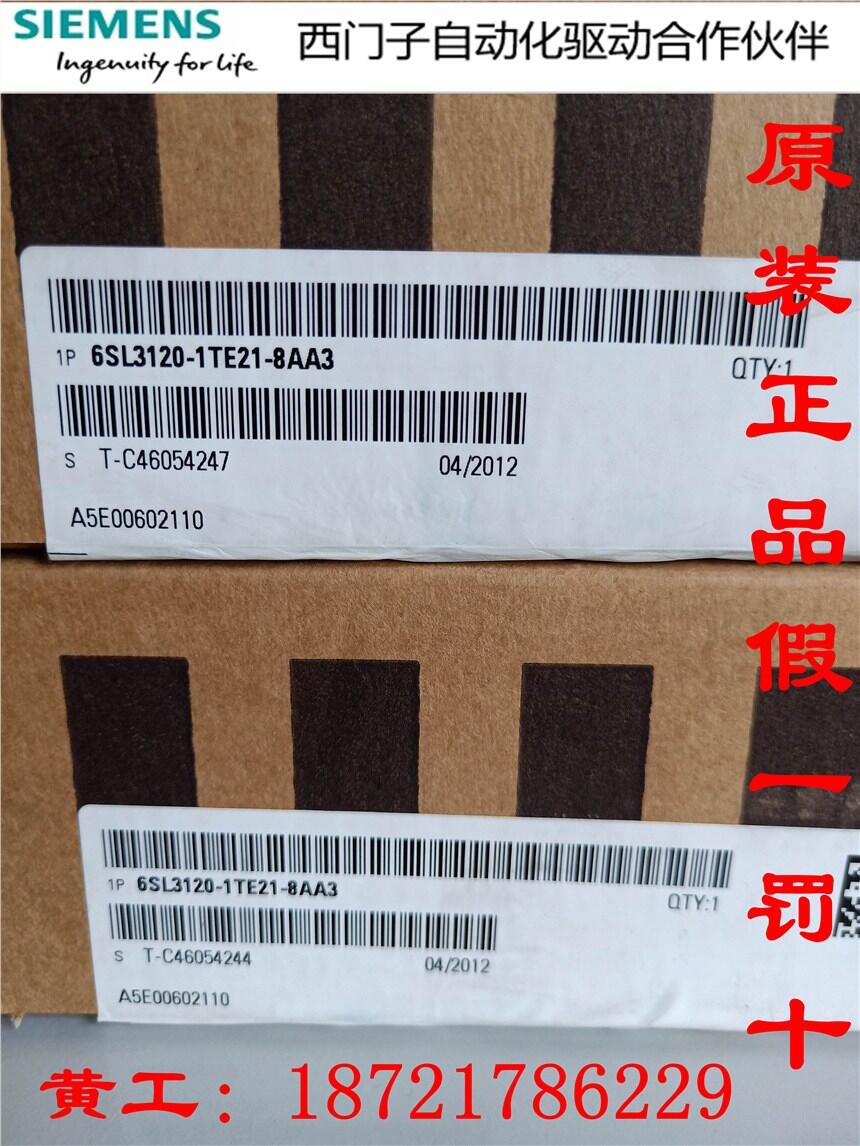 SIEMENS
Ingenuity for Life
西门子自动化驱动合作伙伴
原装正品假一罚十
1P 6SL3120-1TE21-8AA3
QTY:1
S T-C46054247 04/2012
A5E00602110
1P 6SL3120-1TE21-8AA3
QTY:1
S T-C46054244 04/2012
A5E00602110
黄工：18721786229